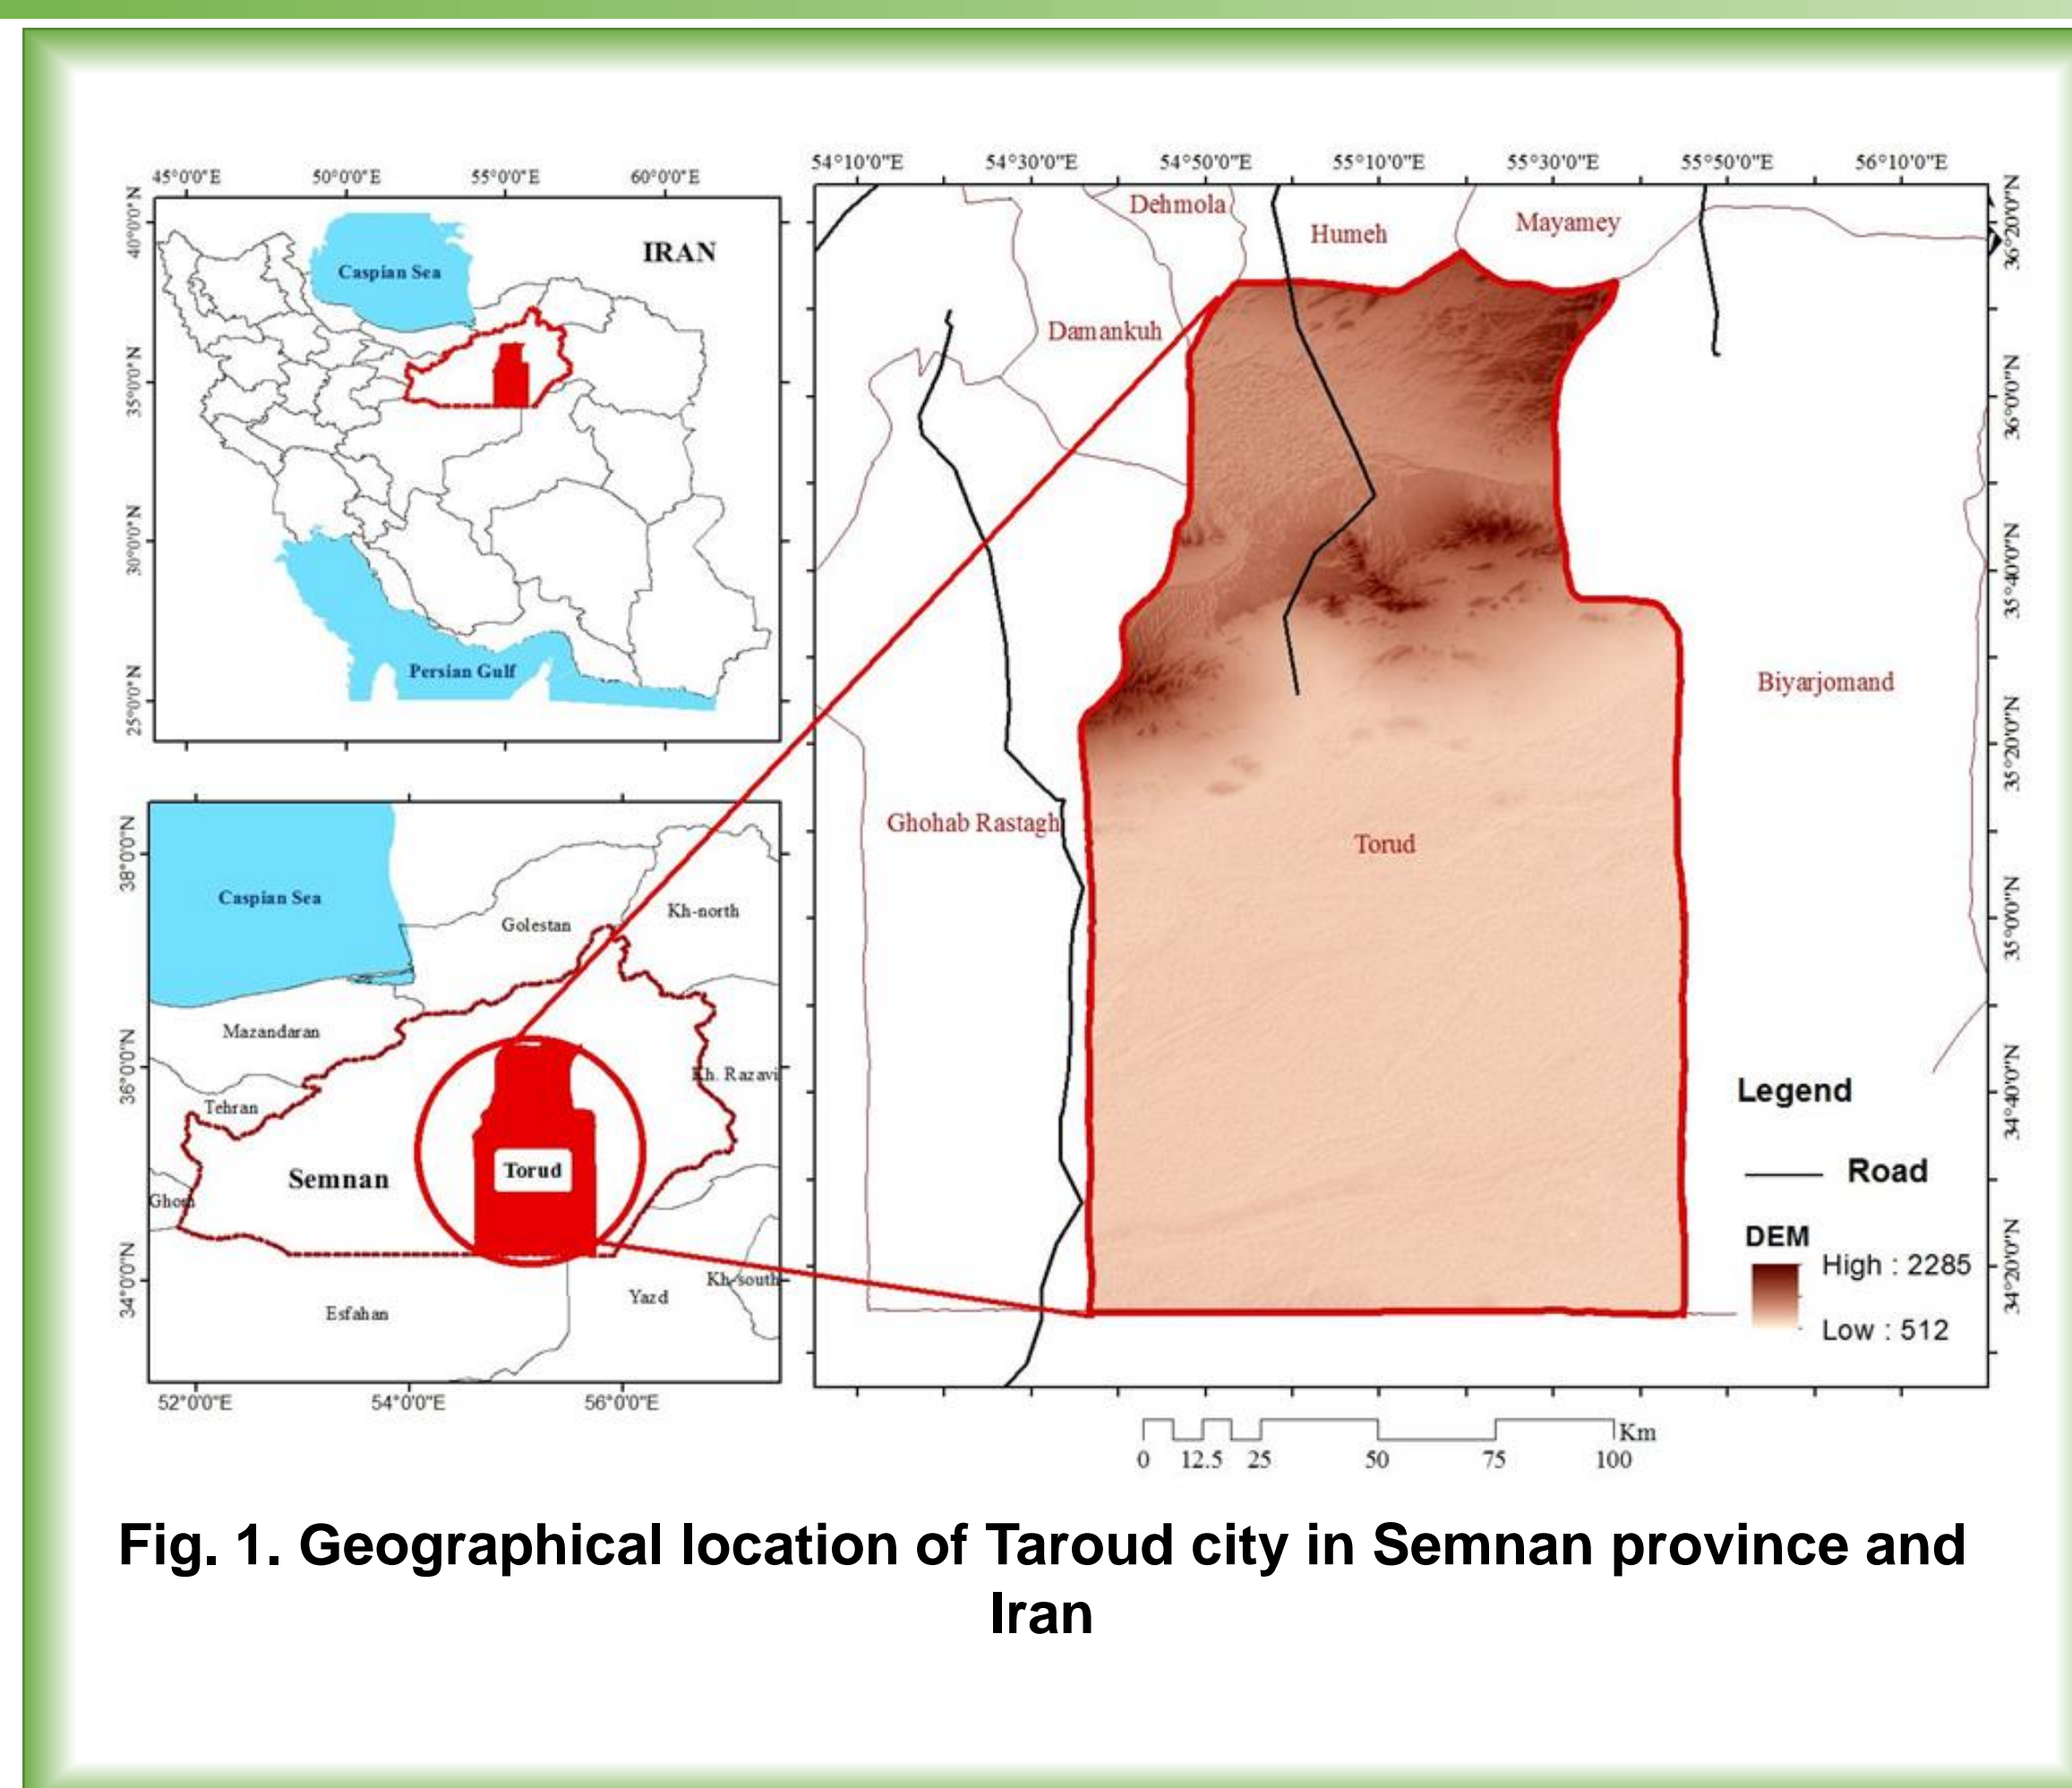 45°0'0"E 50°0'0"E 55°0'0"E 60°0'0"E
40°0'0"N
35°0'0"N
30°0'0"N
25°0'0"N
IRAN
Caspian Sea
Persian Gulf
38°0'0"N
36°0'0"N
34°0'0"N
Caspian Sea
Golestan
Kh-north
Mazandaran
Tehran
Kh. Razavi
Semnan
Torud
Ghom
Kh-south
Yazd
Esfahan
52°0'0"E 54°0'0"E 56°0'0"E
54°10'0"E 54°30'0"E 54°50'0"E 55°10'0"E 55°30'0"E 55°50'0"E 56°10'0"E
Dehmola
Humeh
Mayamey
Damankuh
Biyarjomand
Ghohab Rastagh
Torud
36°20'0"N
36°0'0"N
35°40'0"N
35°20'0"N
35°0'0"N
34°40'0"N
34°20'0"N
Legend
Road
DEM
High : 2285
Low : 512
Km
0 12.5 25 50 75 100
Fig. 1. Geographical location of Taroud city in Semnan province and
Iran